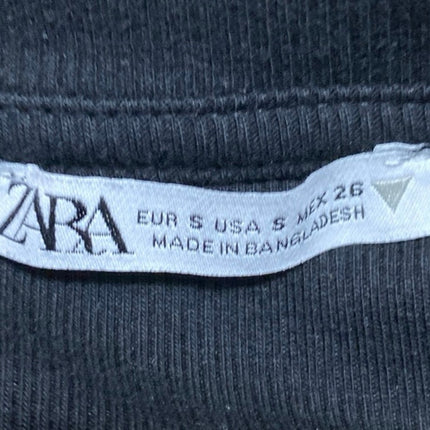 ZARA
EUR S USA S MEX 26
MADE IN BANGLADESH